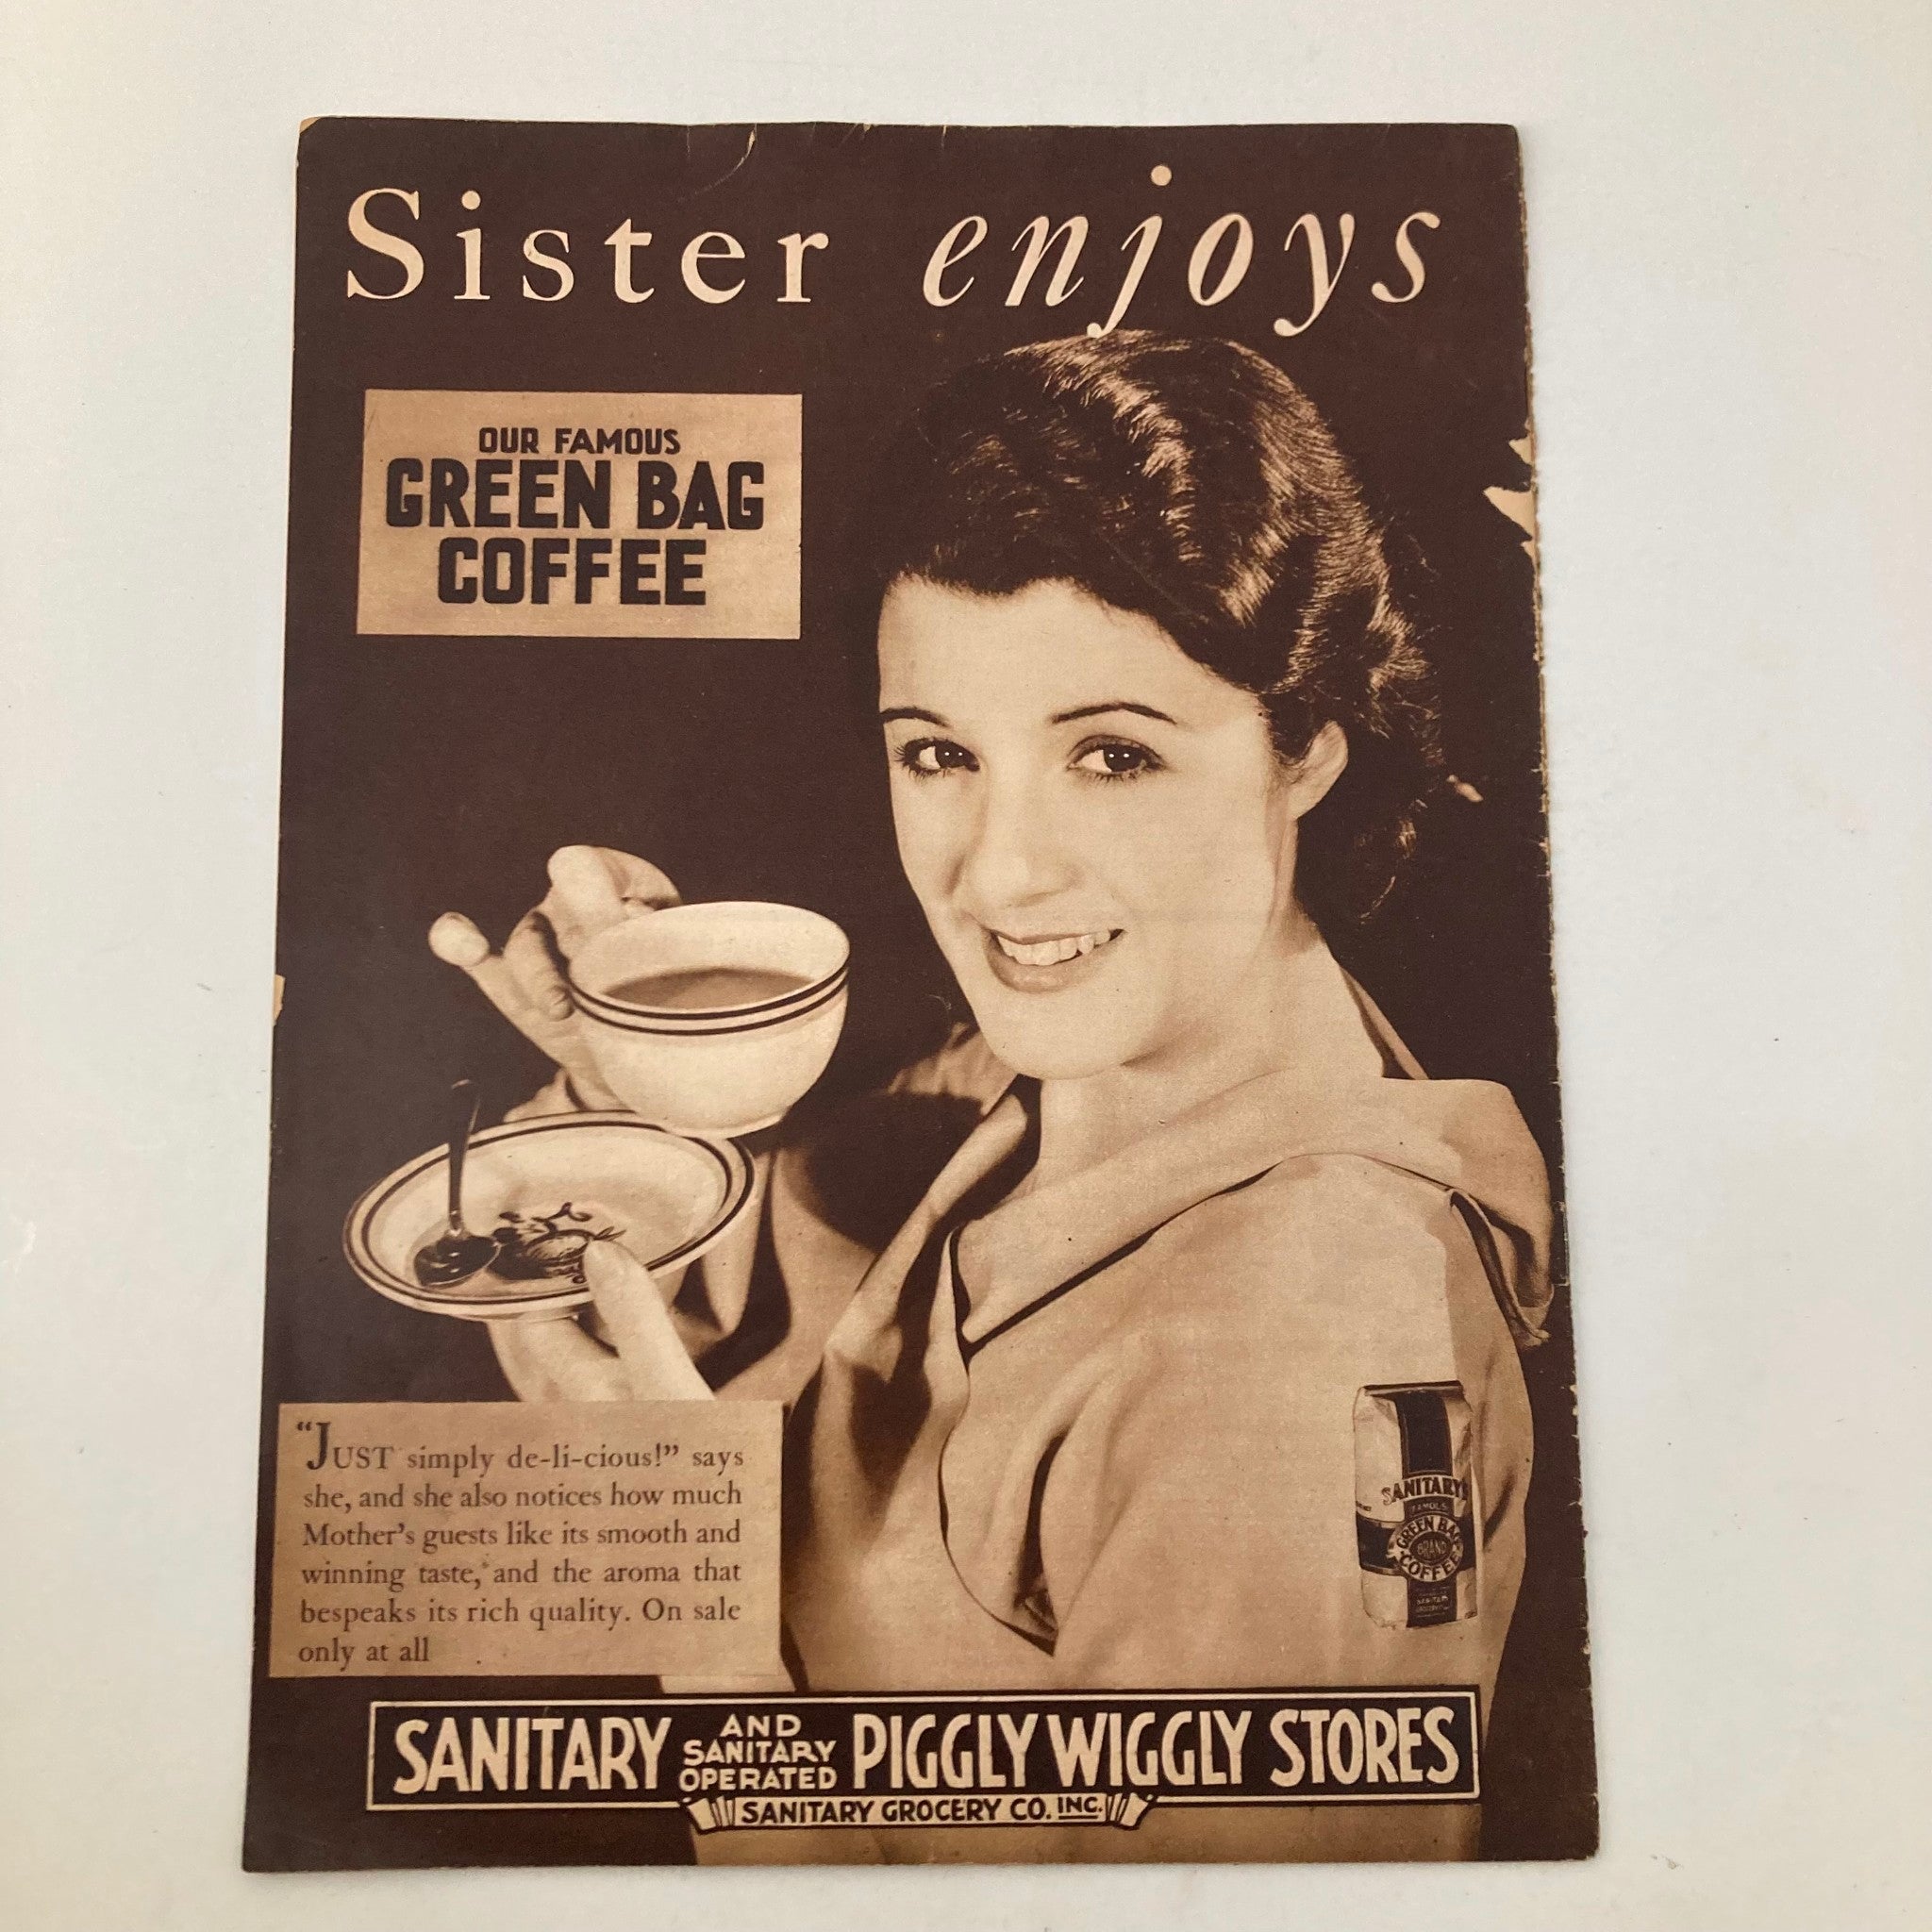 Sister enjoys
OUR FAMOUS
GREEN BAG
COFFEE
"JUST simply de-li-cious!" says
she, and she also notices how much
Mother's guests like its smooth and
winning taste, and the aroma that
bespeaks its rich quality. On sale
only at all
SANITARY'S
FAMOUS
GREEN BAG
BRAND
COFFEE
SANITARY AND SANITARY OPERATED PIGGLY WIGGLY STORES
SANITARY GROCERY CO. INC.